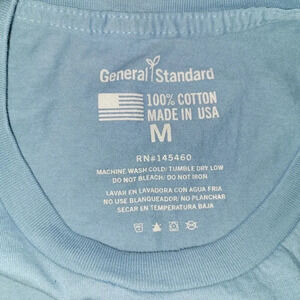 General Standard
100% COTTON
MADE IN USA
M
RN#145460
MACHINE WASH COLD/ TUMBLE DRY LOW
DO NOT BLEACH/ DO NOT IRON
LAVAR EN LAVADORA CON AGUA FRIA
NO USE BLANQUEADOR/ NO PLANCHAR
SECAR EN TEMPERATURA BAJA